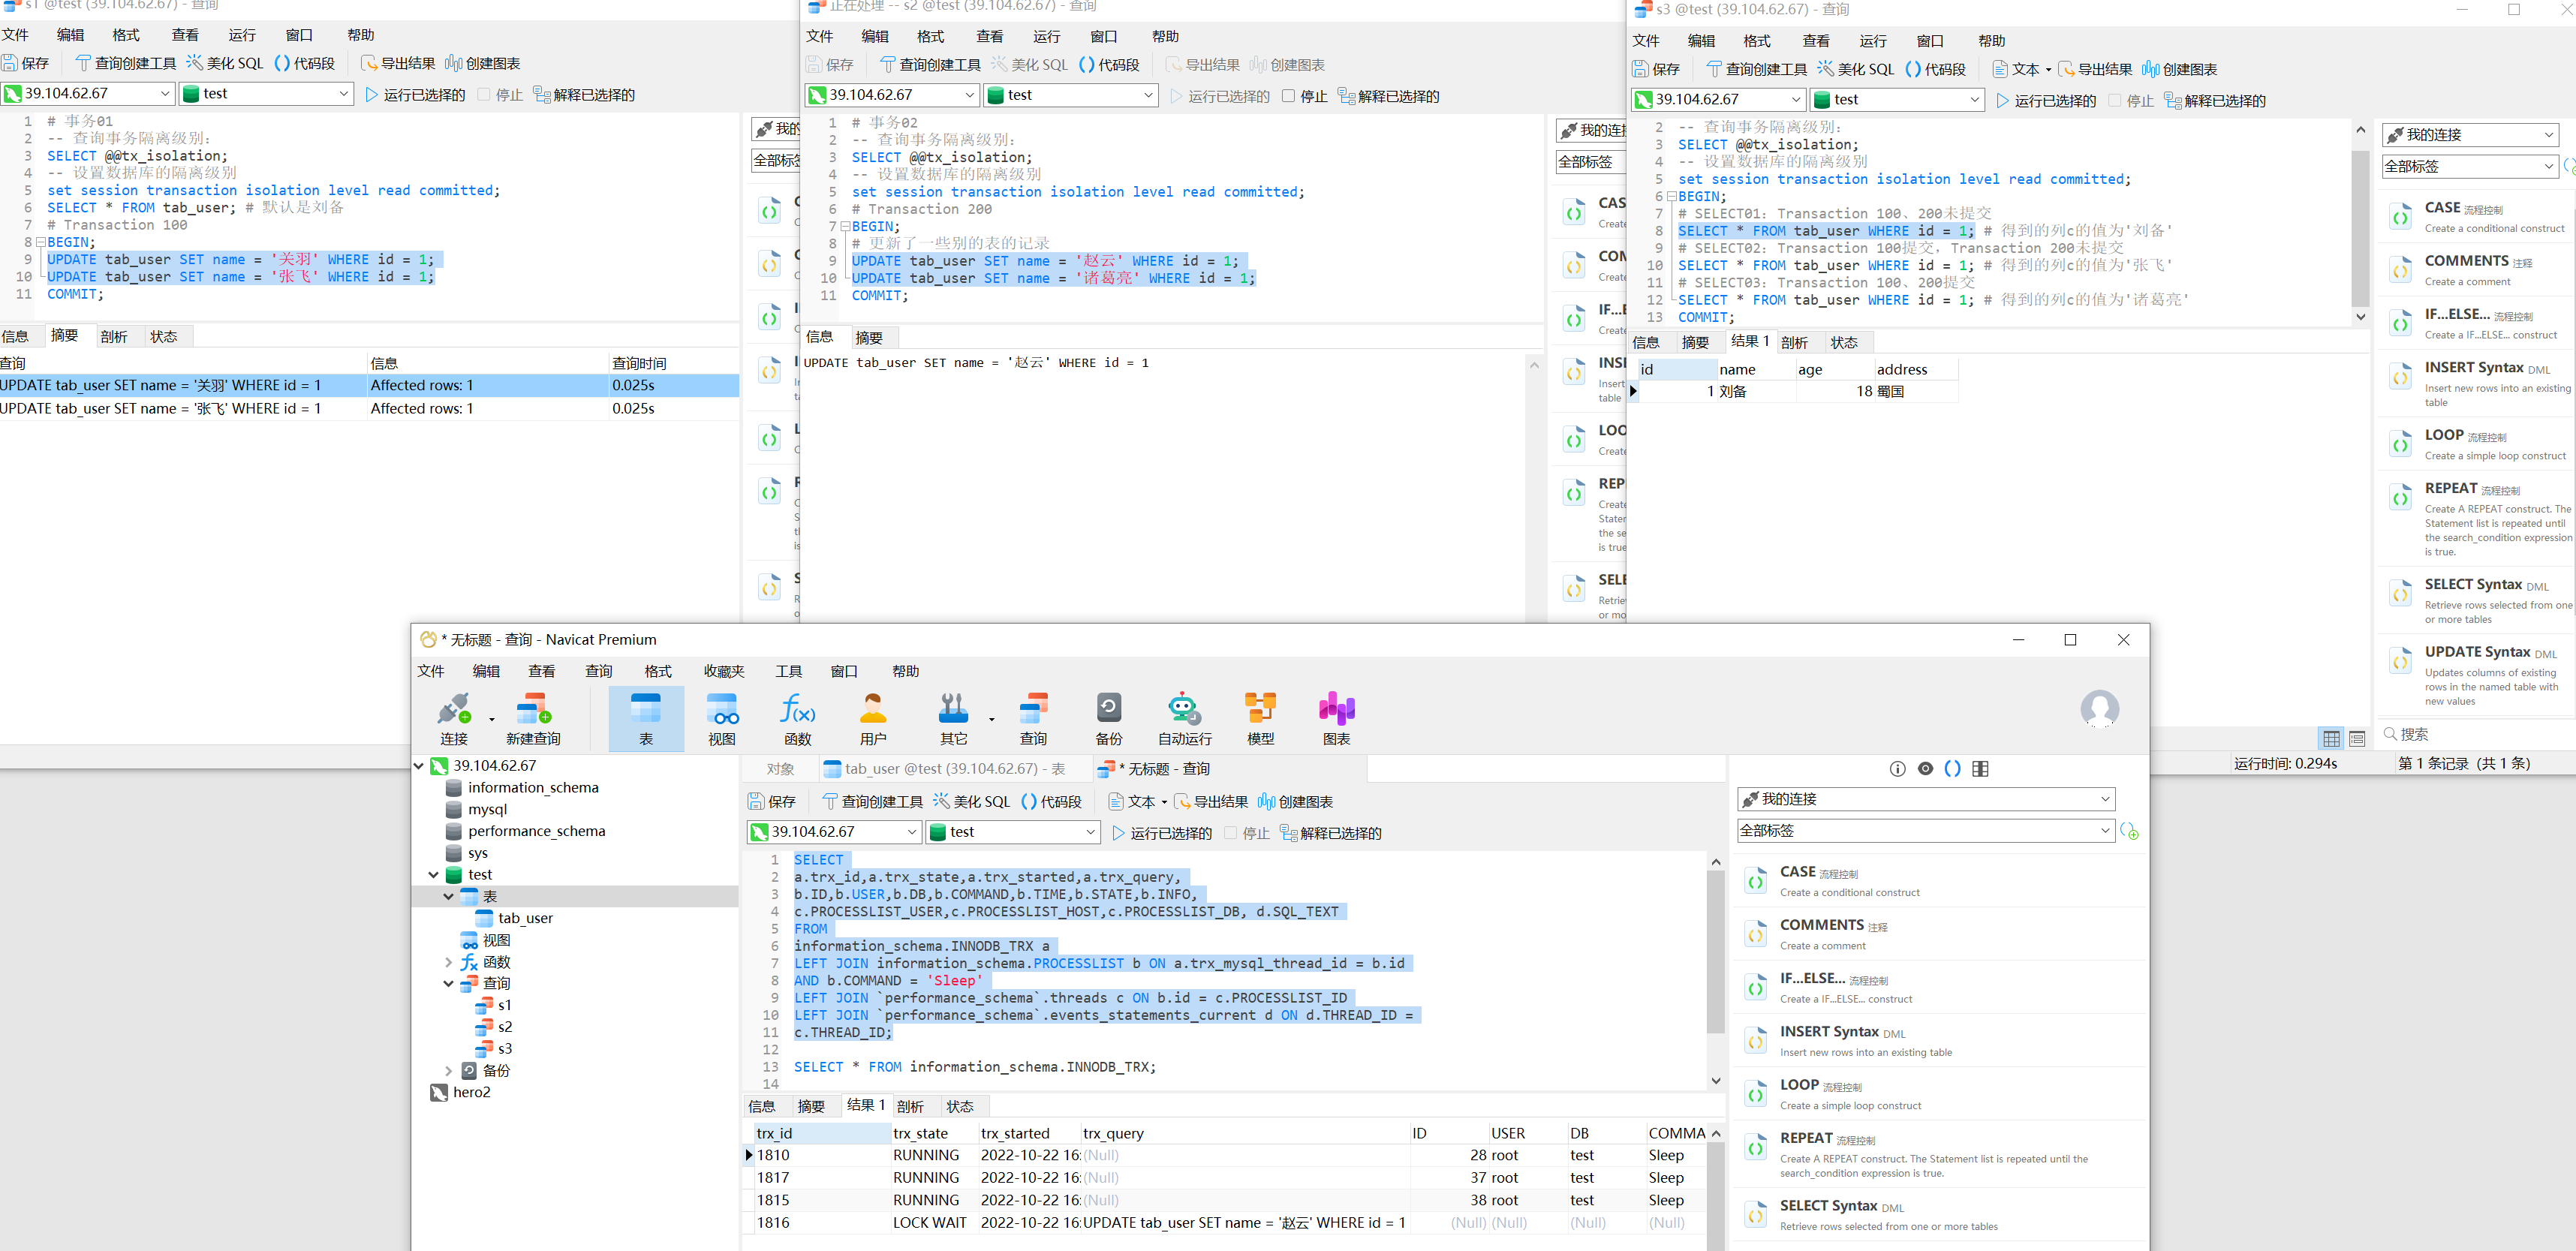 s1 @test (39.104.62.67) - 查询
文件 编辑 格式 查看 运行 窗口 帮助
保存 查询创建工具 美化 SQL 代码段 导出结果 创建图表
39.104.62.67 test 运行已选择的 停止 解释已选择的
1 # 事务01
2 -- 查询事务隔离级别：
3 SELECT @@tx_isolation;
4 -- 设置数据库的隔离级别
5 set session transaction isolation level read committed;
6 SELECT * FROM tab_user; # 默认是刘备
7 # Transaction 100
8 BEGIN;
9 UPDATE tab_user SET name = '关羽' WHERE id = 1;
10 UPDATE tab_user SET name = '张飞' WHERE id = 1;
11 COMMIT;
信息 摘要 剖析 状态
查询 信息 查询时间
UPDATE tab_user SET name = '关羽' WHERE id = 1 Affected rows: 1 0.025s
UPDATE tab_user SET name = '张飞' WHERE id = 1 Affected rows: 1 0.025s
全部标签
正在处理 -- s2 @test (39.104.62.67) - 查询
文件 编辑 格式 查看 运行 窗口 帮助
保存 查询创建工具 美化 SQL 代码段 导出结果 创建图表
39.104.62.67 test 运行已选择的 停止 解释已选择的
1 # 事务02
2 -- 查询事务隔离级别：
3 SELECT @@tx_isolation;
4 -- 设置数据库的隔离级别
5 set session transaction isolation level read committed;
6 # Transaction 200
7 BEGIN;
8 # 更新了一些别的表的记录
9 UPDATE tab_user SET name = '赵云' WHERE id = 1;
10 UPDATE tab_user SET name = '诸葛亮' WHERE id = 1;
11 COMMIT;
信息 摘要
UPDATE tab_user SET name = '赵云' WHERE id = 1
我的连接
全部标签
s3 @test (39.104.62.67) - 查询
文件 编辑 格式 查看 运行 窗口 帮助
保存 查询创建工具 美化 SQL 代码段 文本 导出结果 创建图表
39.104.62.67 test 运行已选择的 停止 解释已选择的
2 -- 查询事务隔离级别：
3 SELECT @@tx_isolation;
4 -- 设置数据库的隔离级别
5 set session transaction isolation level read committed;
6 BEGIN;
7 # SELECT01：Transaction 100、200未提交
8 SELECT * FROM tab_user WHERE id = 1; # 得到的列c的值为'刘备'
9 # SELECT02：Transaction 100提交，Transaction 200未提交
10 SELECT * FROM tab_user WHERE id = 1; # 得到的列c的值为'张飞'
11 # SELECT03：Transaction 100、200提交
12 SELECT * FROM tab_user WHERE id = 1; # 得到的列c的值为'诸葛亮'
13 COMMIT;
信息 摘要 结果 1 剖析 状态
id name age address
1 刘备 18 蜀国
我的连接
全部标签
CASE 流程控制
Create a conditional construct
COMMENTS 注释
Create a comment
IF...ELSE... 流程控制
Create a IF...ELSE... construct
INSERT Syntax DML
Insert new rows into an existing
table
LOOP 流程控制
Create a simple loop construct
REPEAT 流程控制
Create A REPEAT construct. The
Statement list is repeated until
the search_condition expression
is true.
SELECT Syntax DML
Retrieve rows selected from one
or more tables
UPDATE Syntax DML
Updates columns of existing
rows in the named table with
new values
搜索
运行时间: 0.294s 第 1 条记录 (共 1 条)
* 无标题 - 查询 - Navicat Premium
文件 编辑 查看 查询 格式 收藏夹 工具 窗口 帮助
连接 新建查询 表 视图 函数 用户 其它 查询 备份 自动运行 模型 图表
39.104.62.67
information_schema
mysql
performance_schema
sys
test
表
tab_user
视图
函数
查询
s1
s2
s3
备份
hero2
对象 tab_user @test (39.104.62.67) - 表 * 无标题 - 查询
保存 查询创建工具 美化 SQL 代码段 文本 导出结果 创建图表
39.104.62.67 test 运行已选择的 停止 解释已选择的
1 SELECT
2 a.trx_id,a.trx_state,a.trx_started,a.trx_query,
3 b.ID,b.USER,b.DB,b.COMMAND,b.TIME,b.STATE,b.INFO,
4 c.PROCESSLIST_USER,c.PROCESSLIST_HOST,c.PROCESSLIST_DB, d.SQL_TEXT
5 FROM
6 information_schema.INNODB_TRX a
7 LEFT JOIN information_schema.PROCESSLIST b ON a.trx_mysql_thread_id = b.id
8 AND b.COMMAND = 'Sleep'
9 LEFT JOIN `performance_schema`.threads c ON b.id = c.PROCESSLIST_ID
10 LEFT JOIN `performance_schema`.events_statements_current d ON d.THREAD_ID =
11 c.THREAD_ID;
12
13 SELECT * FROM information_schema.INNODB_TRX;
14
信息 摘要 结果 1 剖析 状态
trx_id trx_state trx_started trx_query ID USER DB COMMA
1810 RUNNING 2022-10-22 16: (Null) 28 root test Sleep
1817 RUNNING 2022-10-22 16: (Null) 37 root test Sleep
1815 RUNNING 2022-10-22 16: (Null) 38 root test Sleep
1816 LOCK WAIT 2022-10-22 16: UPDATE tab_user SET name = '赵云' WHERE id = 1 (Null) (Null) (Null) (Null)
我的连接
全部标签
CASE 流程控制
Create a conditional construct
COMMENTS 注释
Create a comment
IF...ELSE... 流程控制
Create a IF...ELSE... construct
INSERT Syntax DML
Insert new rows into an existing table
LOOP 流程控制
Create a simple loop construct
REPEAT 流程控制
Create A REPEAT construct. The Statement list is repeated until the
search_condition expression is true.
SELECT Syntax DML
Retrieve rows selected from one or more tables